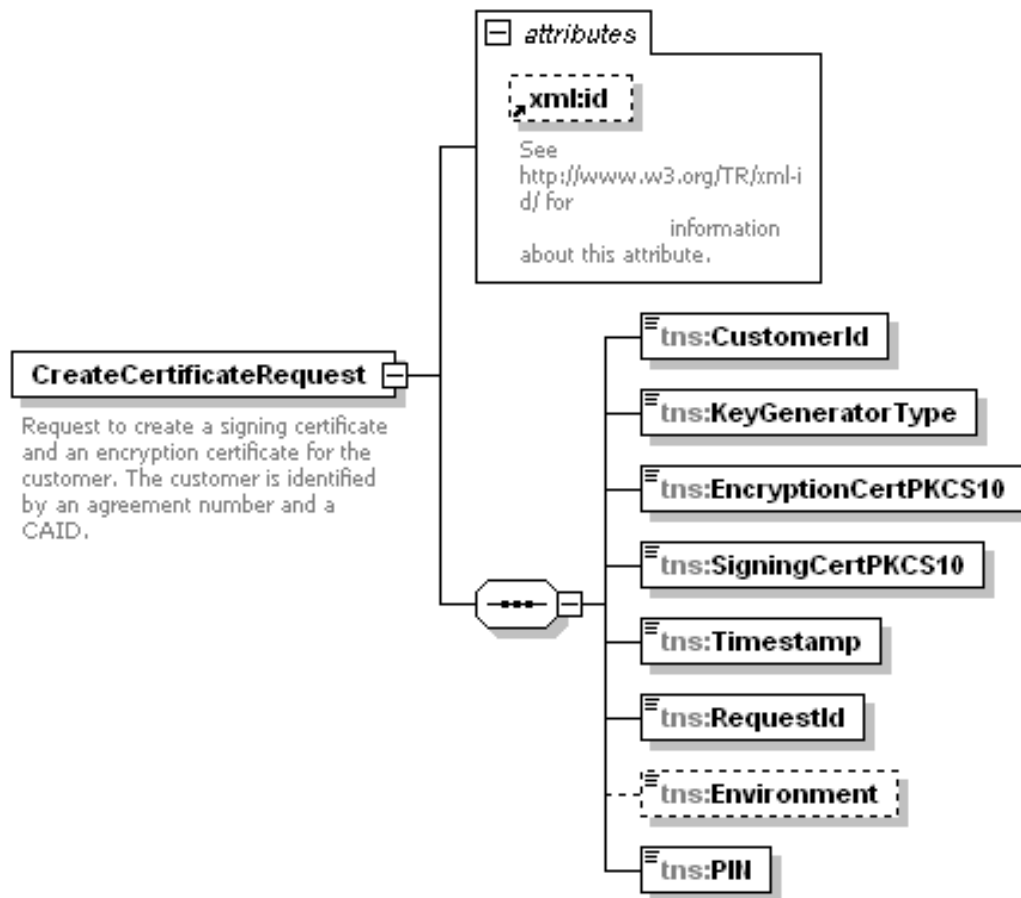 attributes
xml:id
See
http://www.w3.org/TR/xml-i
d/ for
information
about this attribute.
CreateCertificateRequest
Request to create a signing certificate
and an encryption certificate for the
customer. The customer is identified
by an agreement number and a
CAID.
tns:CustomerId
tns:KeyGeneratorType
tns:EncryptionCertPKCS10
tns:SigningCertPKCS10
tns:Timestamp
tns:RequestId
tns:Environment
tns:PIN